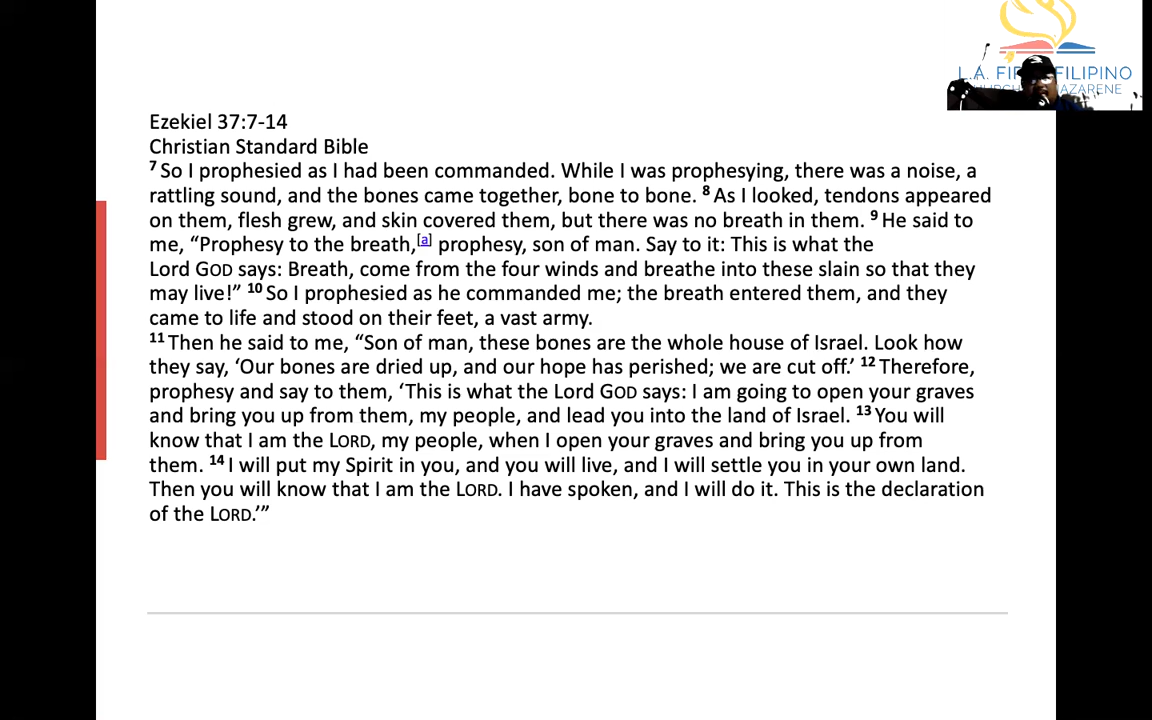 L.A. FILIPINO
AZARENE
Ezekiel 37:7-14
Christian Standard Bible
7 So I prophesied as I had been commanded. While I was prophesying, there was a noise, a
rattling sound, and the bones came together, bone to bone. 8 As I looked, tendons appeared
on them, flesh grew, and skin covered them, but there was no breath in them. 9 He said to
me, “Prophesy to the breath,[a] prophesy, son of man. Say to it: This is what the
Lord GOD says: Breath, come from the four winds and breathe into these slain so that they
may live!” 10 So I prophesied as he commanded me; the breath entered them, and they
came to life and stood on their feet, a vast army.
11 Then he said to me, “Son of man, these bones are the whole house of Israel. Look how
they say, ‘Our bones are dried up, and our hope has perished; we are cut off.’ 12 Therefore,
prophesy and say to them, ‘This is what the Lord GOD says: I am going to open your graves
and bring you up from them, my people, and lead you into the land of Israel. 13 You will
know that I am the LORD, my people, when I open your graves and bring you up from
them. 14 I will put my Spirit in you, and you will live, and I will settle you in your own land.
Then you will know that I am the LORD. I have spoken, and I will do it. This is the declaration
of the LORD.’”